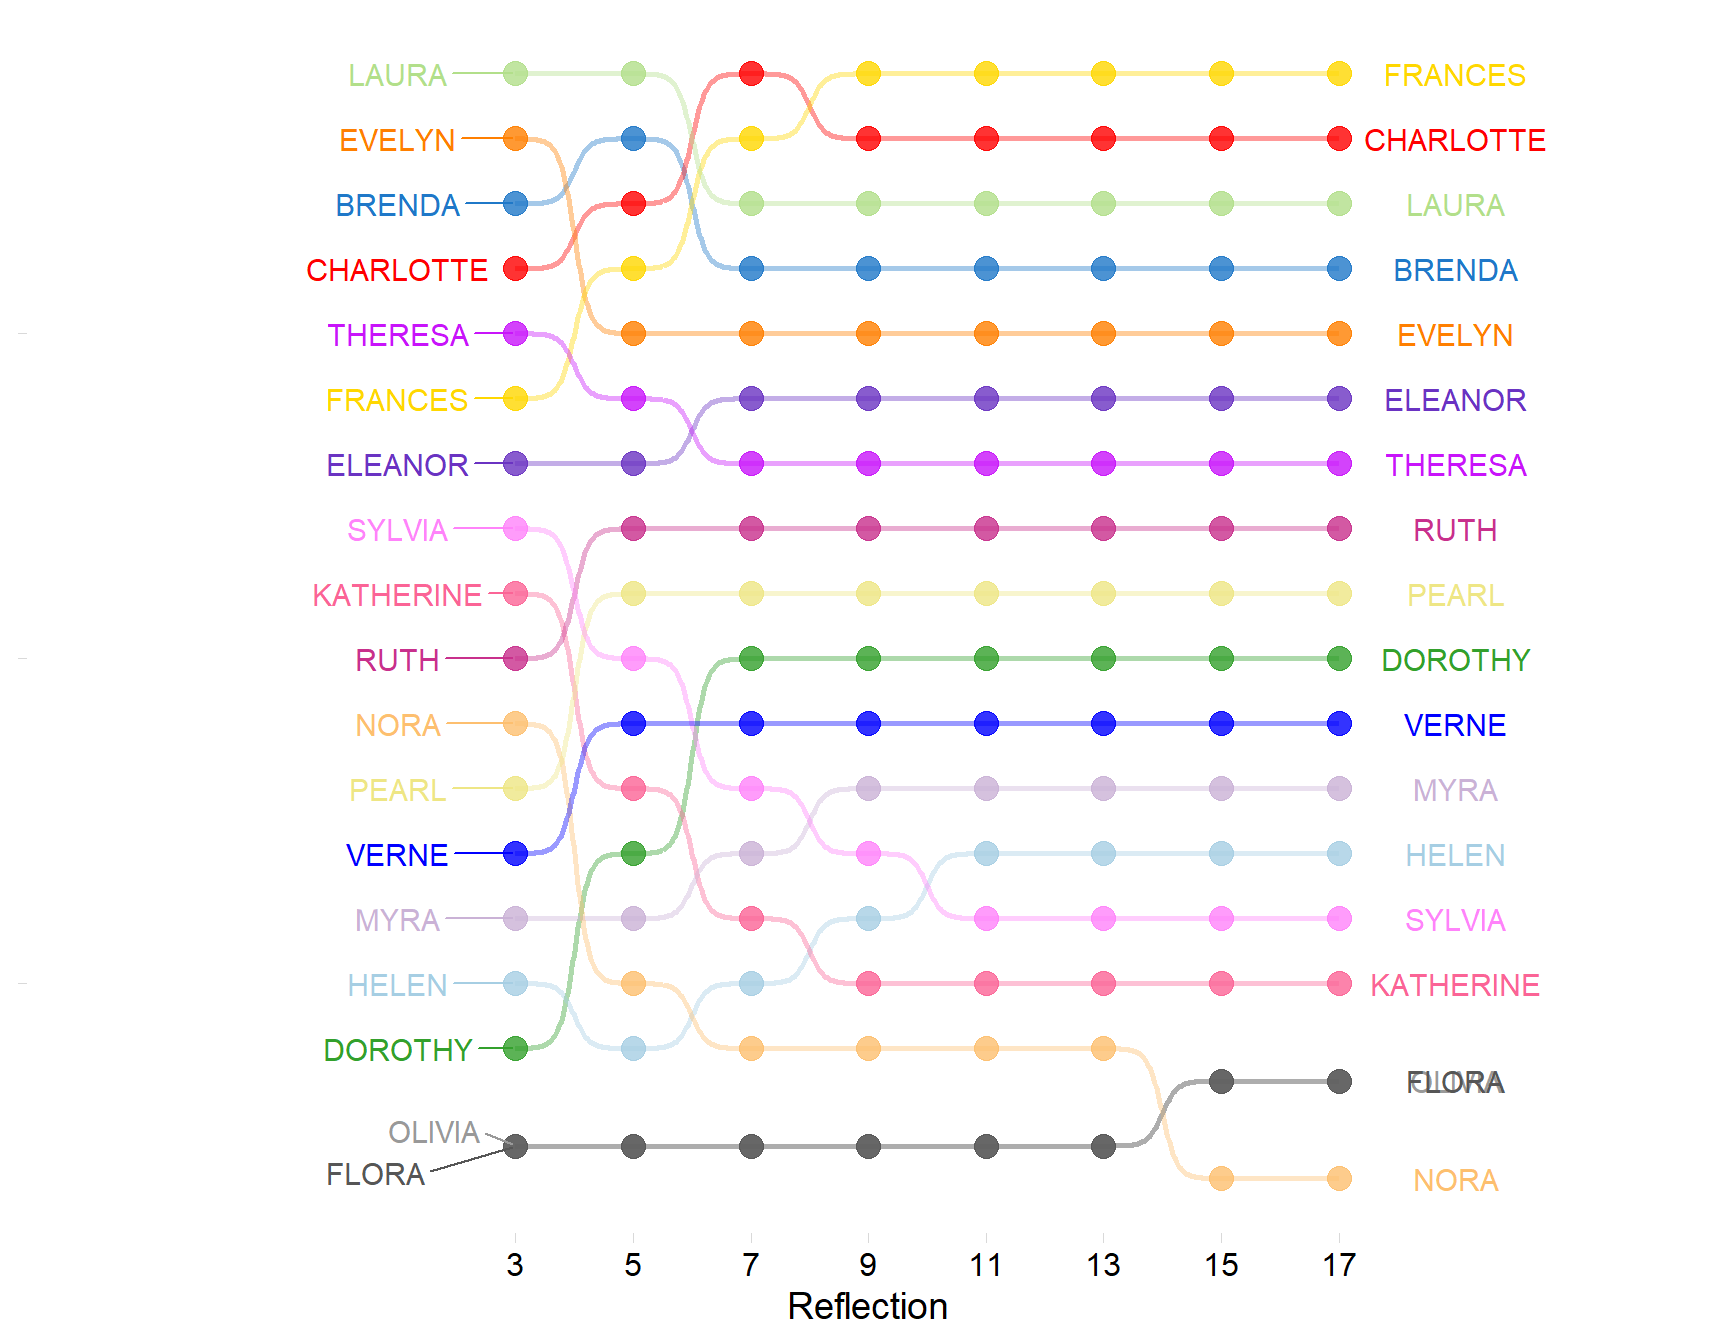 LAURA FRANCES
EVELYN CHARLOTTE
BRENDA LAURA
CHARLOTTE BRENDA
THERESA EVELYN
FRANCES ELEANOR
ELEANOR THERESA
SYLVIA RUTH
KATHERINE PEARL
RUTH DOROTHY
NORA VERNE
PEARL MYRA
VERNE HELEN
MYRA SYLVIA
HELEN KATHERINE
DOROTHY
OLIVIA
FLORA
OLIVIA
FLORA
NORA
3 5 7 9 11 13 15 17
Reflection